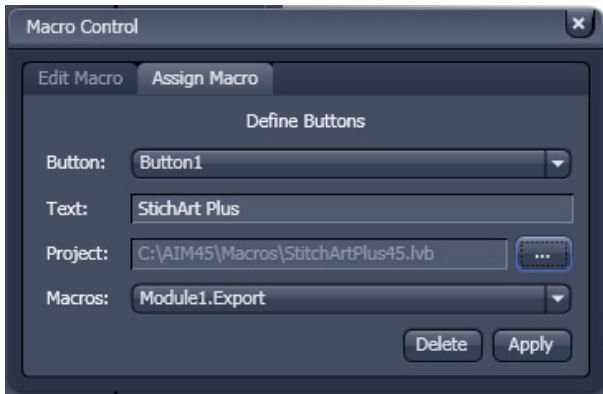 Macro Control
Edit Macro Assign Macro
Define Buttons
Button: Button1
Text: StichArt Plus
Project: C:\AIM45\Macros\StitchArtPlus45.lvb ...
Macros: Module1.Export
Delete Apply